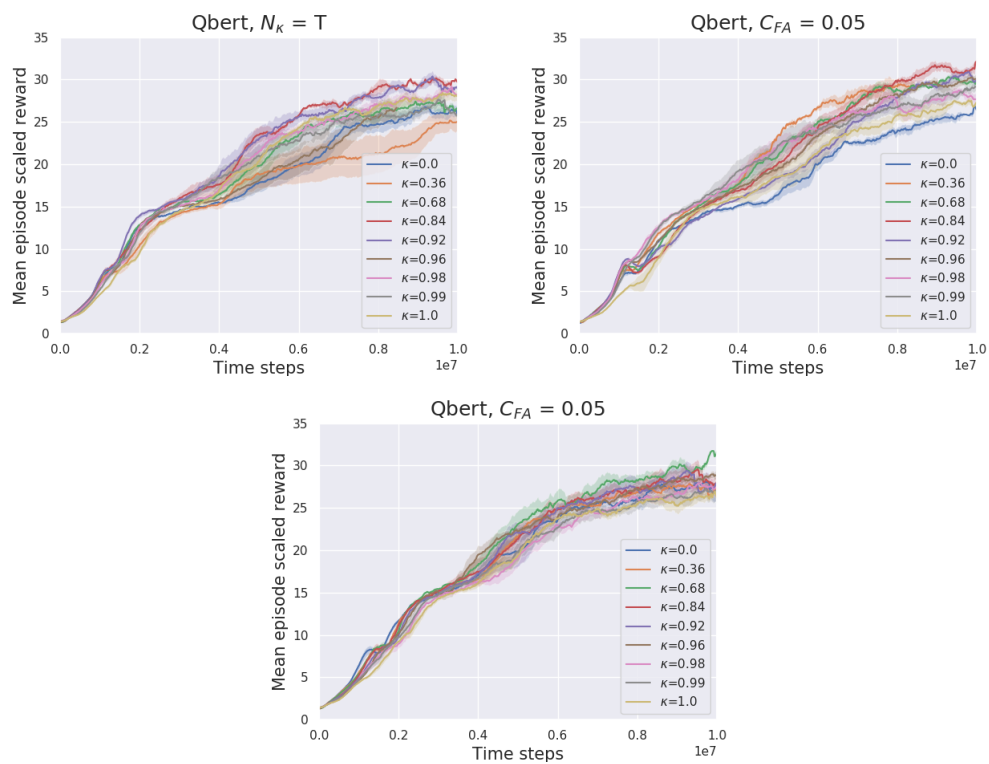 Qbert, N_κ = T
Mean episode scaled reward
35
30
25
20
15
10
5
0
κ=0.0
κ=0.36
κ=0.68
κ=0.84
κ=0.92
κ=0.96
κ=0.98
κ=0.99
κ=1.0
0.0 0.2 0.4 0.6 0.8 1.0
Time steps
1e7
Qbert, C_FA = 0.05
Mean episode scaled reward
35
30
25
20
15
10
5
0
κ=0.0
κ=0.36
κ=0.68
κ=0.84
κ=0.92
κ=0.96
κ=0.98
κ=0.99
κ=1.0
0.0 0.2 0.4 0.6 0.8 1.0
Time steps
1e7
Qbert, C_FA = 0.05
Mean episode scaled reward
35
30
25
20
15
10
5
0
κ=0.0
κ=0.36
κ=0.68
κ=0.84
κ=0.92
κ=0.96
κ=0.98
κ=0.99
κ=1.0
0.0 0.2 0.4 0.6 0.8 1.0
Time steps
1e7